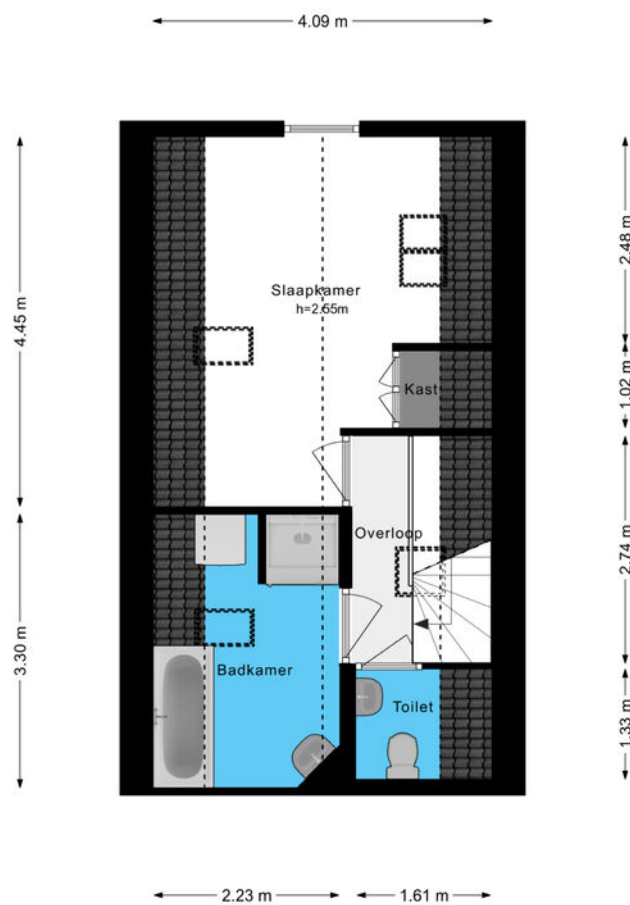 4.09 m
4.45 m
2.48 m
Slaapkamer
h=2.55m
1.02 m
Kast
Overloop
2.74 m
3.30 m
Badkamer
Toilet
1.33 m
2.23 m
1.61 m